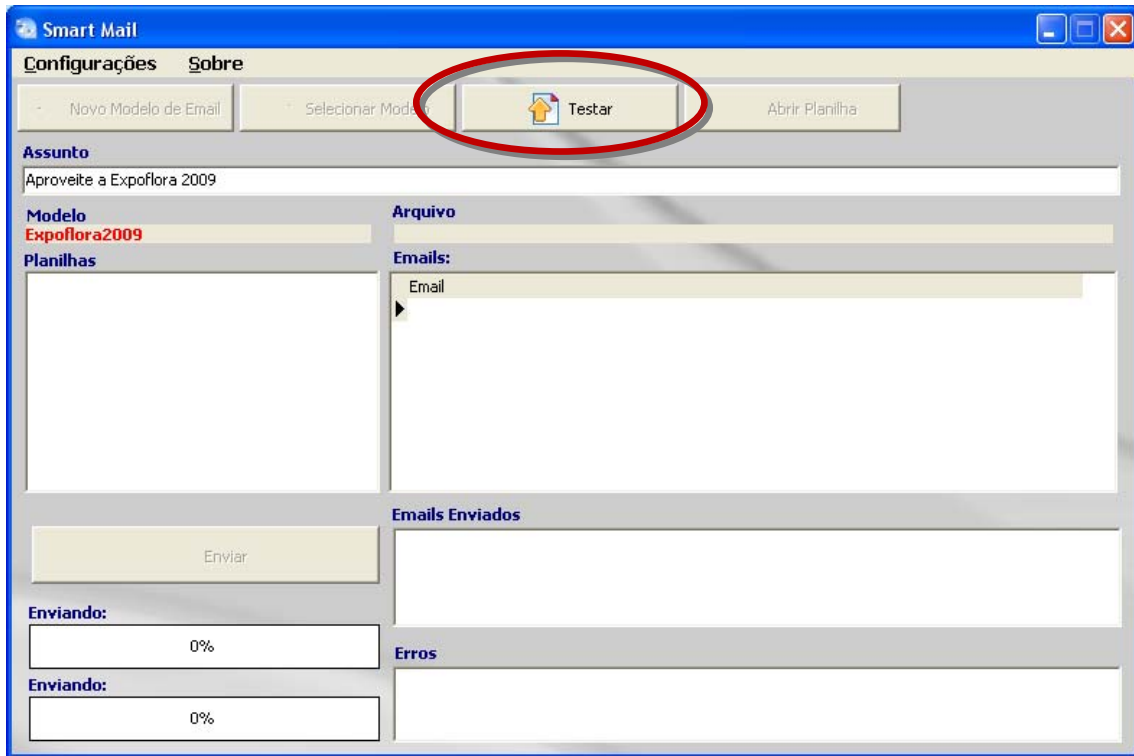 Smart Mail
Configurações Sobre
Novo Modelo de Email Selecionar Modelo Testar Abrir Planilha
Assunto
Aproveite a Expoflora 2009
Modelo Arquivo
Expoflora2009
Planilhas Emails:
Email
Emails Enviados
Enviar
Enviando:
0%
Erros
Enviando:
0%